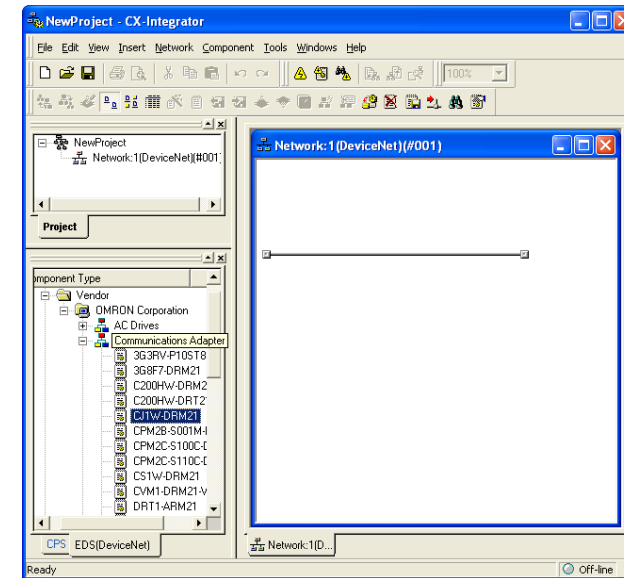 NewProject - CX-Integrator
File Edit View Insert Network Component Tools Windows Help
100%
NewProject
Network:1(DeviceNet)(#001)
Project
Network:1(DeviceNet)(#001)
omponent Type
Vendor
OMRON Corporation
AC Drives
Communications Adapter
3G3RV-P10ST8
3G8F7-DRM21
C200HW-DRM2
C200HW-DRT2
CJ1W-DRM21
CPM2B-S001M-
CPM2C-S100C-
CPM2C-S110C-
CS1W-DRM21
CVM1-DRM21-V
DRT1-ARM21
CPS EDS(DeviceNet)
Network:1(D...
Ready Off-line